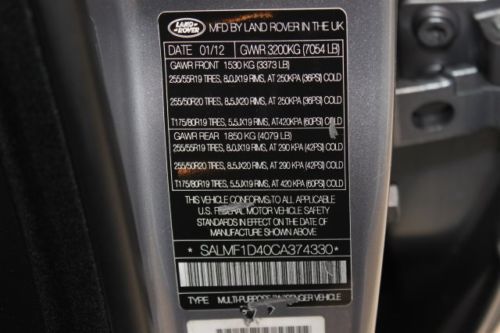 LAND ROVER MFD BY LAND ROVER IN THE UK
DATE 01/12 GVWR 3200KG (7054 LB)
GAWR FRONT 1530 KG (3373 LB)
255/55R19 TIRES, 8.0JX19 RIMS, AT 250KPA (36PSI) COLD
255/50R20 TIRES, 8.5JX20 RIMS, AT 250KPA (36PSI) COLD
T175/80R19 TIRES, 5.5JX19 RIMS, AT420KPA (60PSI) COLD
GAWR REAR 1850 KG (4079 LB)
255/55R19 TIRES, 8.0JX19 RIMS, AT 290 KPA (42PSI) COLD
255/50R20 TIRES, 8.5JX20 RIMS, AT 290 KPA (42PSI) COLD
T175/80R19 TIRES, 5.5JX19 RIMS, AT 420 KPA (60PSI) COLD
THIS VEHICLE CONFORMS TO ALL APPLICABLE
U.S. FEDERAL MOTOR VEHICLE SAFETY
STANDARDS IN EFFECT ON THE DATE OF
MANUFACTURE SHOWN ABOVE
* SALMF1D40CA374330 *
TYPE MULTI-PURPOSE PASSENGER VEHICLE